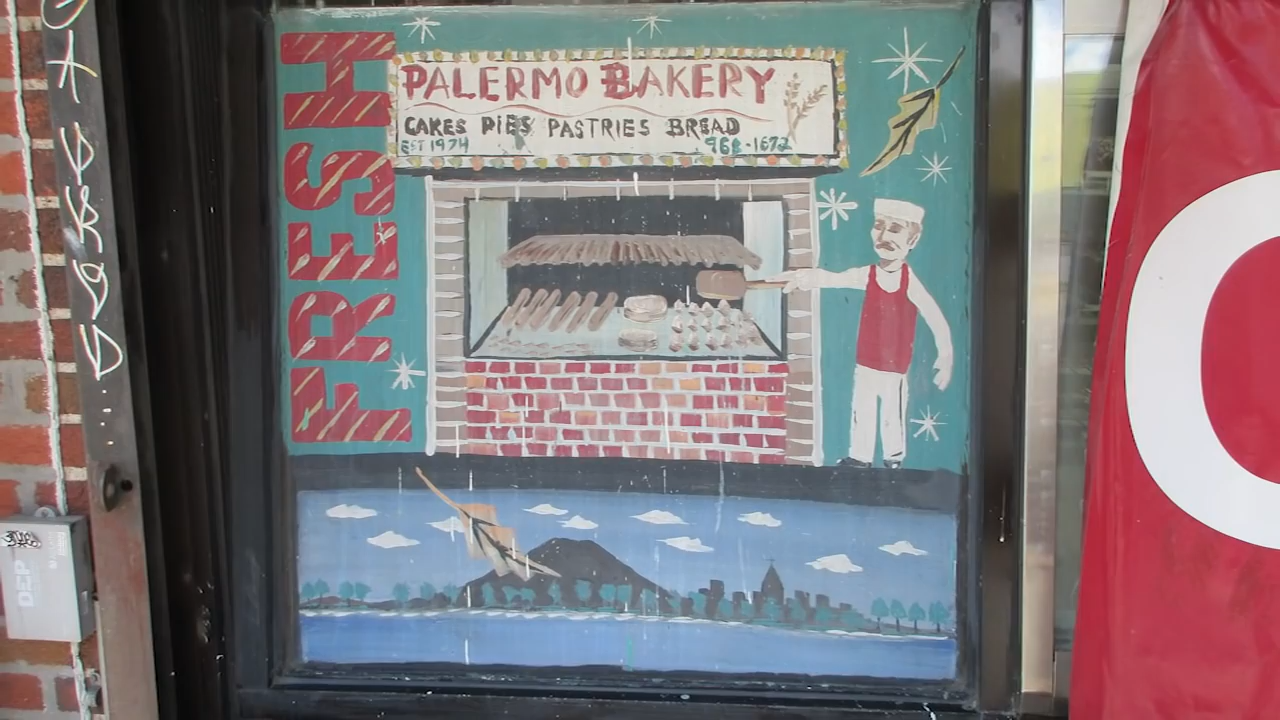 FRESH
PALERMO BAKERY
CAKES PIES PASTRIES BREAD
EST 1974 968-1672
DEP